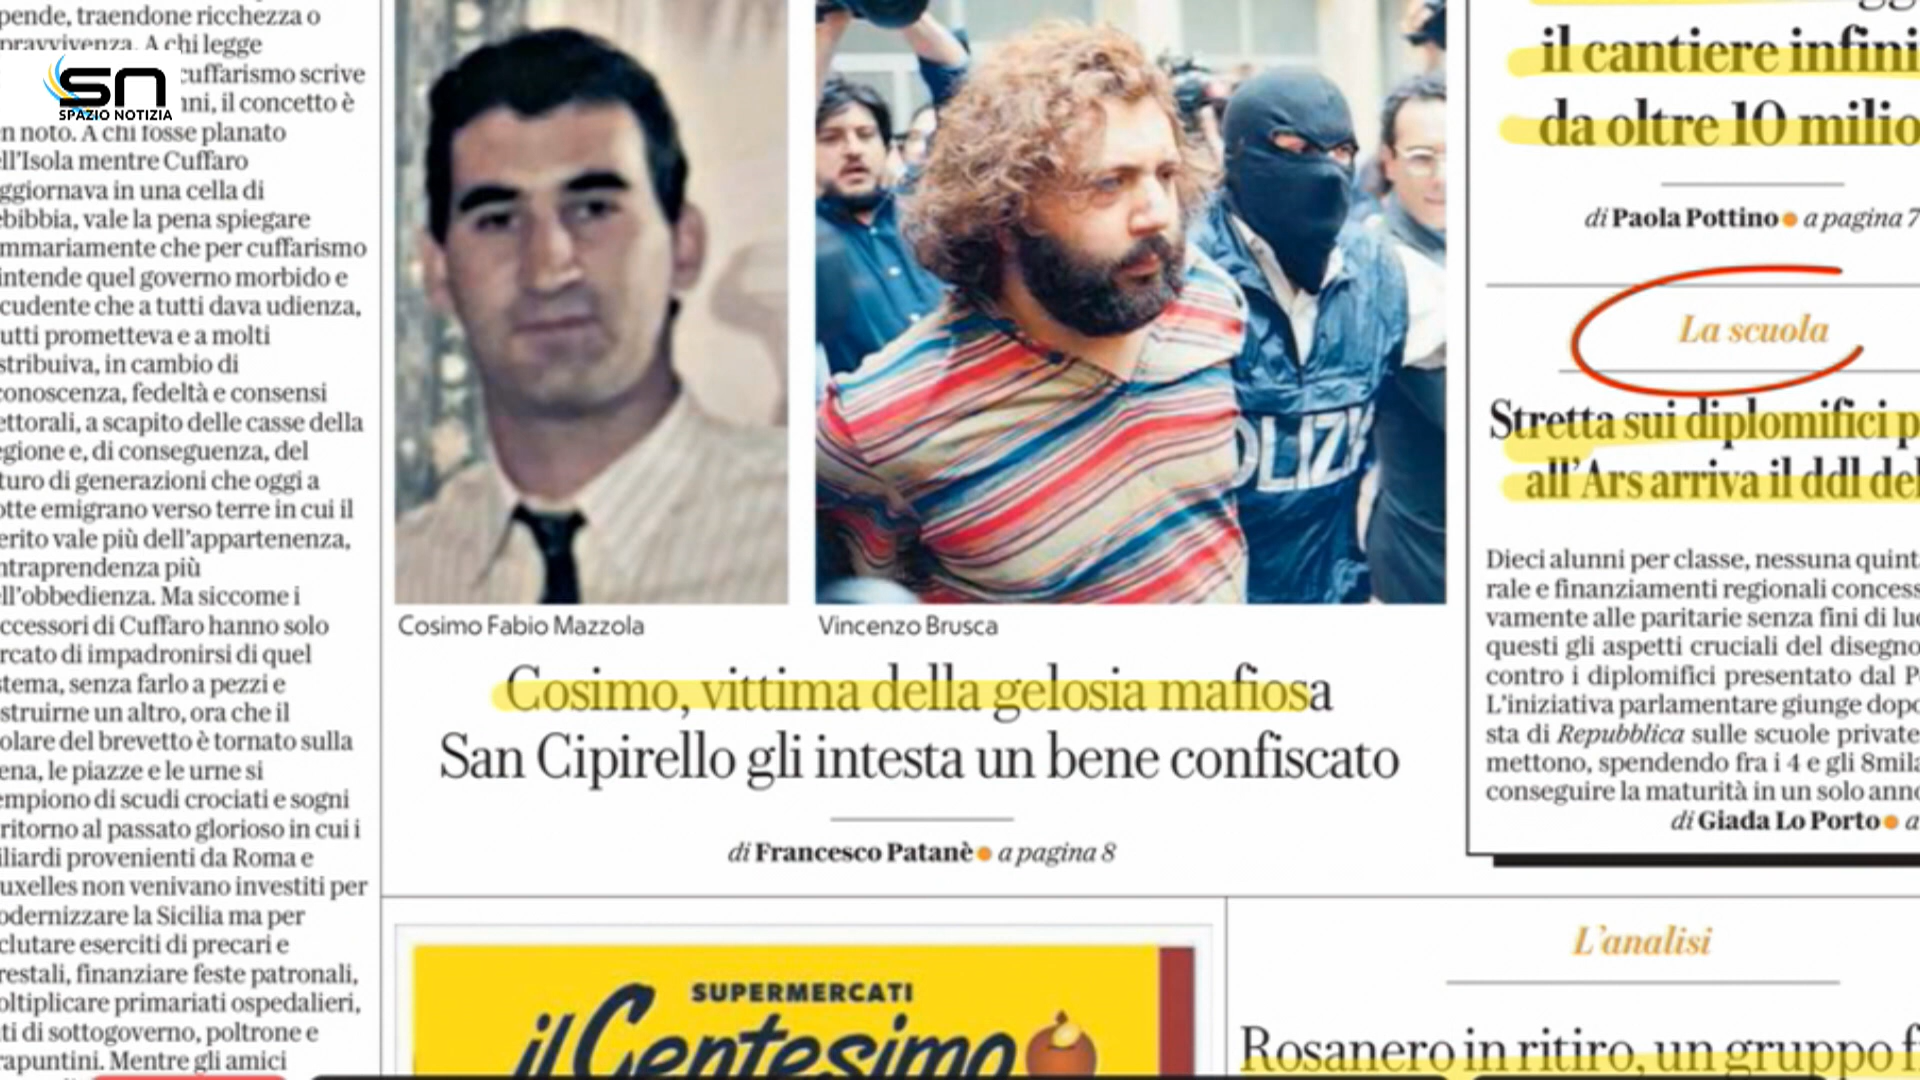 pende, traendone ricchezza o
pravvivenza. A chi legge
cuffarismo scrive
nni, il concetto è
en noto. A chi fosse planato
ell'Isola mentre Cuffaro
ggiornava in una cella di
ebibbia, vale la pena spiegare
mmariamente che per cuffarismo
intende quel governo morbido e
cudente che a tutti dava udienza,
utti prometteva e a molti
stribuiva, in cambio di
conoscenza, fedeltà e consensi
ettorali, a scapito delle casse della
egione e, di conseguenza, del
turo di generazioni che oggi a
otte emigrano verso terre in cui il
erito vale più dell'appartenenza,
ntraprendenza più
ell'obbedienza. Ma siccome i
ccessori di Cuffaro hanno solo
rcato di impadronirsi di quel
stema, senza farlo a pezzi e
struirne un altro, ora che il
olare del brevetto è tornato sulla
ena, le piazze e le urne si
empiono di scudi crociati e sogni
ritorno al passato glorioso in cui i
iliardi provenienti da Roma e
uxelles non venivano investiti per
odernizzare la Sicilia ma per
clutare eserciti di precari e
restali, finanziare feste patronali,
oltiplicare primariati ospedalieri,
ti di sottogoverno, poltrone e
rapuntini. Mentre gli amici
sn
SPAZIO NOTIZIA
OLIZI
Cosimo Fabio Mazzola
Vincenzo Brusca
Cosimo, vittima della gelosia mafiosa
San Cipirello gli intesta un bene confiscato
di Francesco Patanè ● a pagina 8
SUPERMERCATI
il Centesimo
il cantiere infini
da oltre 10 milio
di Paola Pottino ● a pagina 7
La scuola
Stretta sui diplomifici p
all'Ars arriva il ddl del
Dieci alunni per classe, nessuna quint
rale e finanziamenti regionali concess
vamente alle paritarie senza fini di luc
questi gli aspetti cruciali del disegno
contro i diplomifici presentato dal P
L'iniziativa parlamentare giunge dopo
sta di Repubblica sulle scuole private
mettono, spendendo fra i 4 e gli 8mila
conseguire la maturità in un solo anno
di Giada Lo Porto ● a
L'analisi
Rosanero in ritiro, un gruppo f